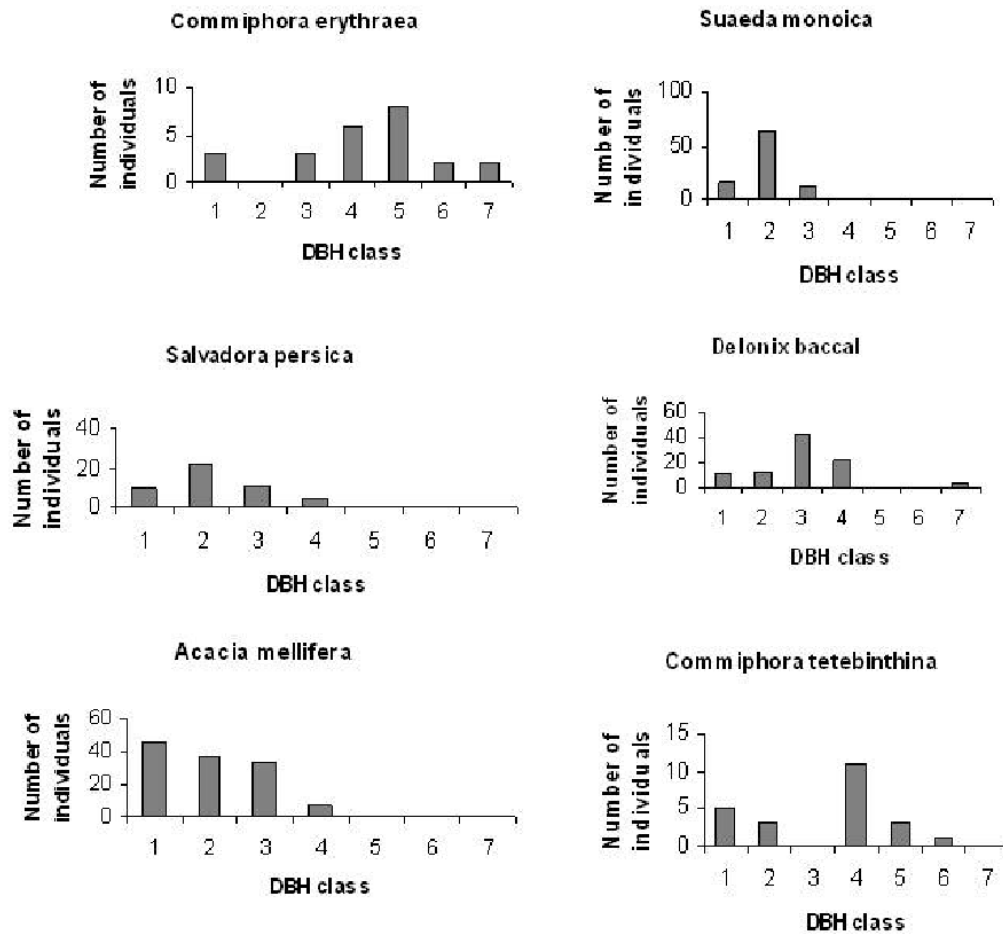 Commiphora erythraea
Number of
individuals
10
5
0
1 2 3 4 5 6 7
DBH class
Suaeda monoica
Number of
individuals
100
50
0
1 2 3 4 5 6 7
DBH class
Salvadora persica
Number of
individuals
40
20
0
1 2 3 4 5 6 7
DBH class
Delonix baccal
Number of
individuals
60
40
20
0
1 2 3 4 5 6 7
DBH class
Acacia mellifera
Number of
individuals
60
40
20
0
1 2 3 4 5 6 7
DBH class
Commiphora tetebinthina
Number of
individuals
15
10
5
0
1 2 3 4 5 6 7
DBH class